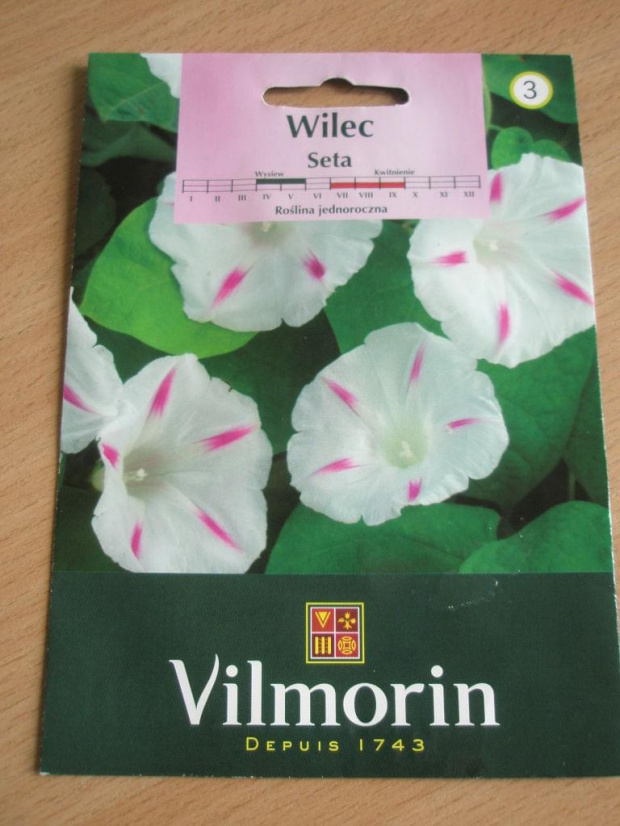 3
Wilec
Seta
Wysiew Kwitnienie
I II III IV V VI VII VIII IX X XI XII
Roślina jednoroczna
Vilmorin
DEPUIS 1743